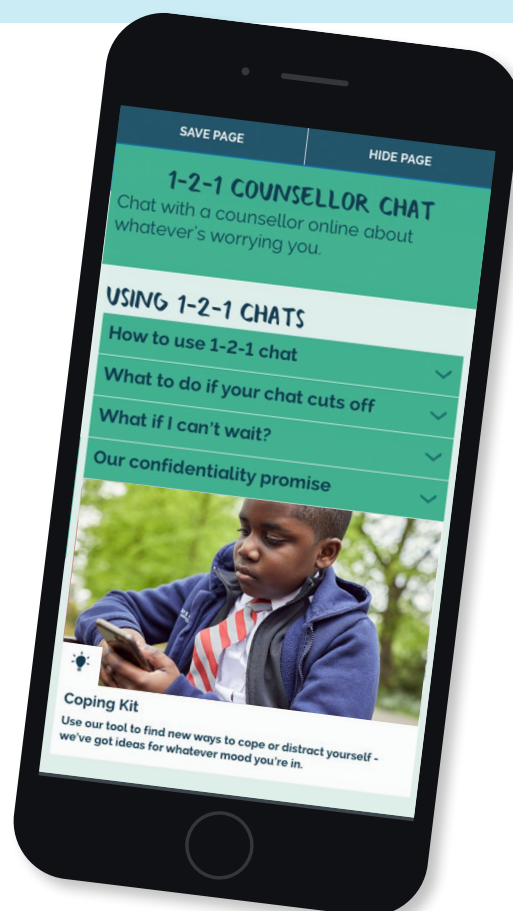 SAVE PAGE
HIDE PAGE
1-2-1 COUNSELLOR CHAT
Chat with a counsellor online about
whatever's worrying you.
USING 1-2-1 CHATS
How to use 1-2-1 chat
What to do if your chat cuts off
What if I can't wait?
Our confidentiality promise
Coping Kit
Use our tool to find new ways to cope or distract yourself -
we've got ideas for whatever mood you're in.